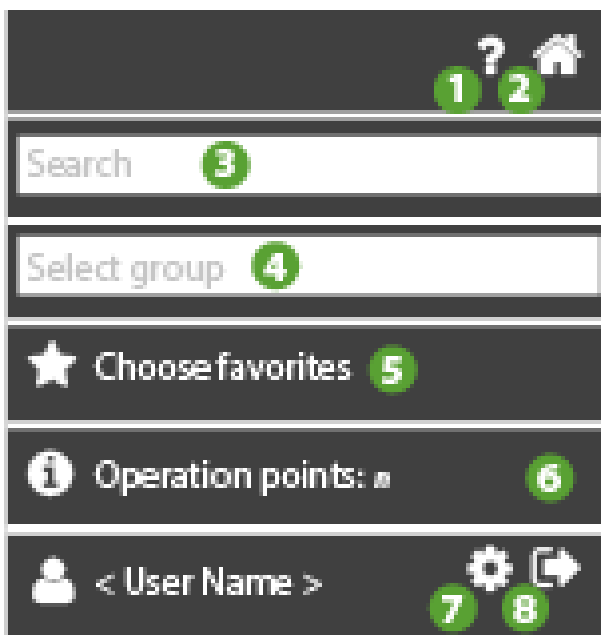 ? 
1 2
Search 3
Select group 4
Choose favorites 5
Operation points: n 6
< User Name >
7 8